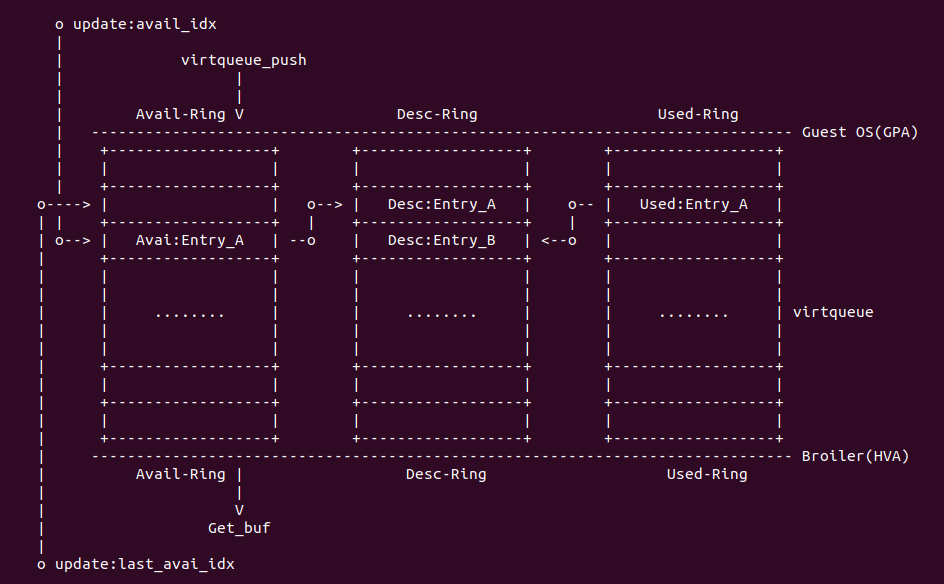 o update:avail_idx
virtqueue_push
Avail-Ring V Desc-Ring Used-Ring
Guest OS(GPA)
o----> | | o--> | Desc:Entry_A | o-- | Used:Entry_A |
o--> | Avai:Entry_A | --o | Desc:Entry_B | <--o | |
........ ........ ........ virtqueue
Broiler(HVA)
Avail-Ring | Desc-Ring Used-Ring
V
Get_buf
o update:last_avai_idx